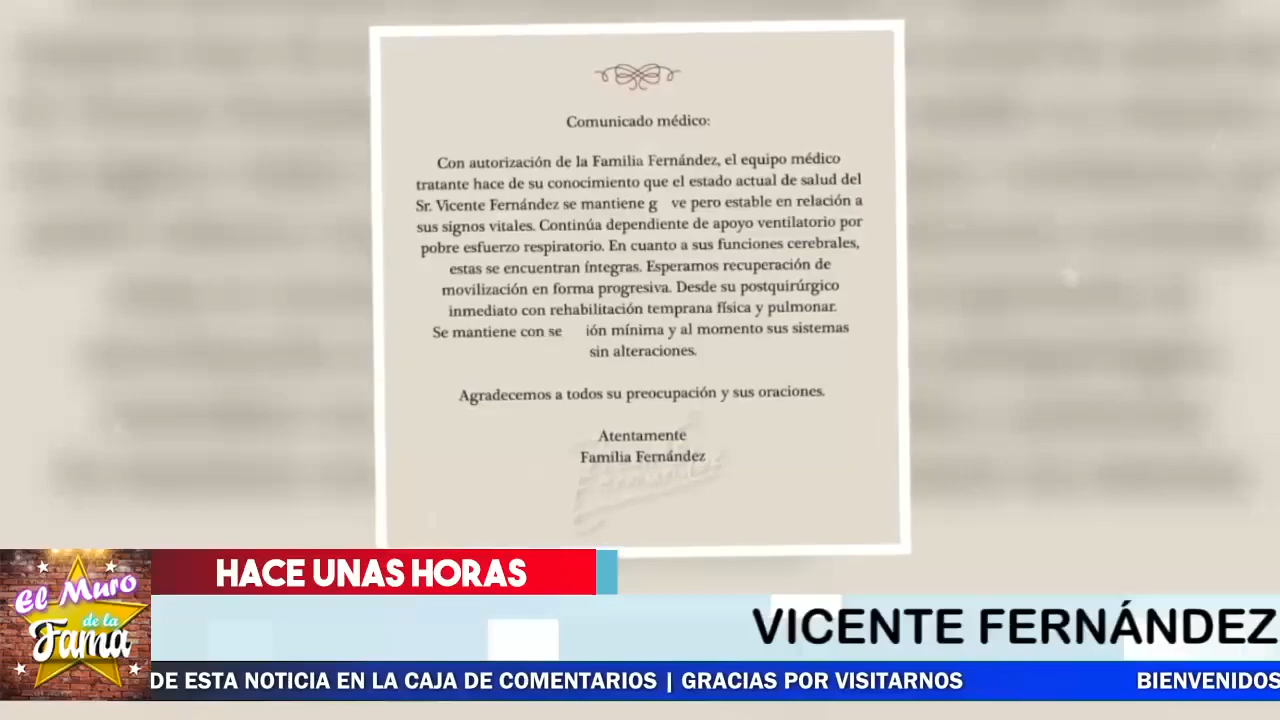 Comunicado médico:
Con autorización de la Familia Fernández, el equipo médico
tratante hace de su conocimiento que el estado actual de salud del
Sr. Vicente Fernández se mantiene g ve pero estable en relación a
sus signos vitales. Continúa dependiente de apoyo ventilatorio por
pobre esfuerzo respiratorio. En cuanto a sus funciones cerebrales,
estas se encuentran íntegras. Esperamos recuperación de
movilización en forma progresiva. Desde su postquirúrgico
inmediato con rehabilitación temprana física y pulmonar.
Se mantiene con se ión mínima y al momento sus sistemas
sin alteraciones.
Agradecemos a todos su preocupación y sus oraciones.
Atentamente
Familia Fernández
El Muro
de la
Fama
HACE UNAS HORAS
VICENTE FERNÁNDEZ
DE ESTA NOTICIA EN LA CAJA DE COMENTARIOS | GRACIAS POR VISITARNOS
BIENVENIDOS